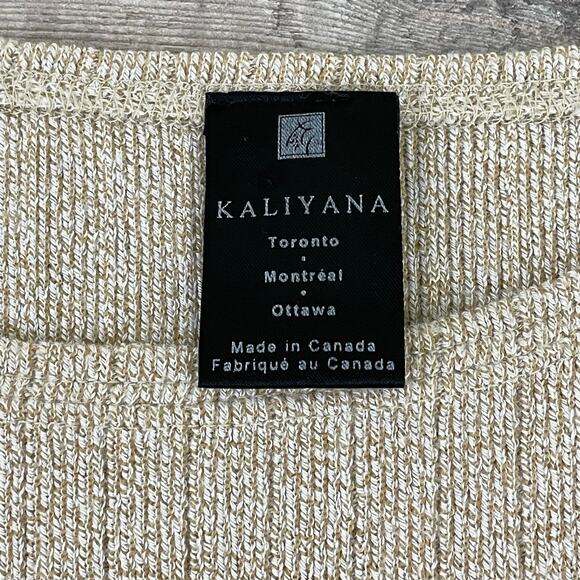 KALIYANA
Toronto
•
Montréal
•
Ottawa
Made in Canada
Fabriqué au Canada